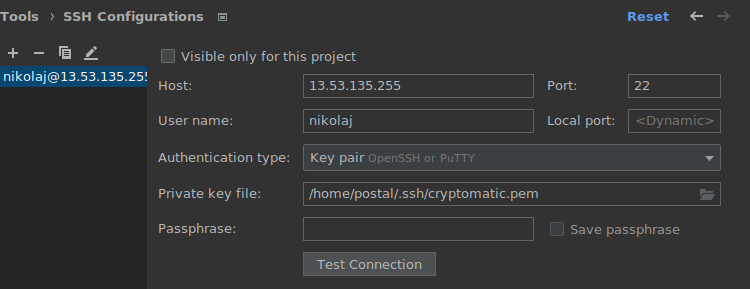 Tools › SSH Configurations Reset
Visible only for this project
nikolaj@13.53.135.255
Host: 13.53.135.255 Port: 22
User name: nikolaj Local port: <Dynamic>
Authentication type: Key pair OpenSSH or PuTTY
Private key file: /home/postal/.ssh/cryptomatic.pem
Passphrase: Save passphrase
Test Connection